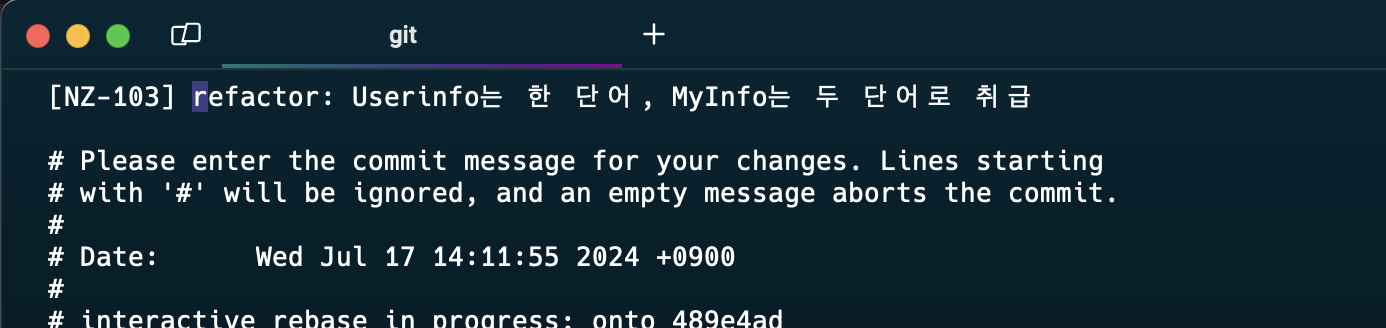 git
[NZ-103] refactor: Userinfo는 한 단어, MyInfo는 두 단어로 취급
# Please enter the commit message for your changes. Lines starting
# with '#' will be ignored, and an empty message aborts the commit.
#
# Date:      Wed Jul 17 14:11:55 2024 +0900
#
# interactive rebase in progress; onto 489e4ad